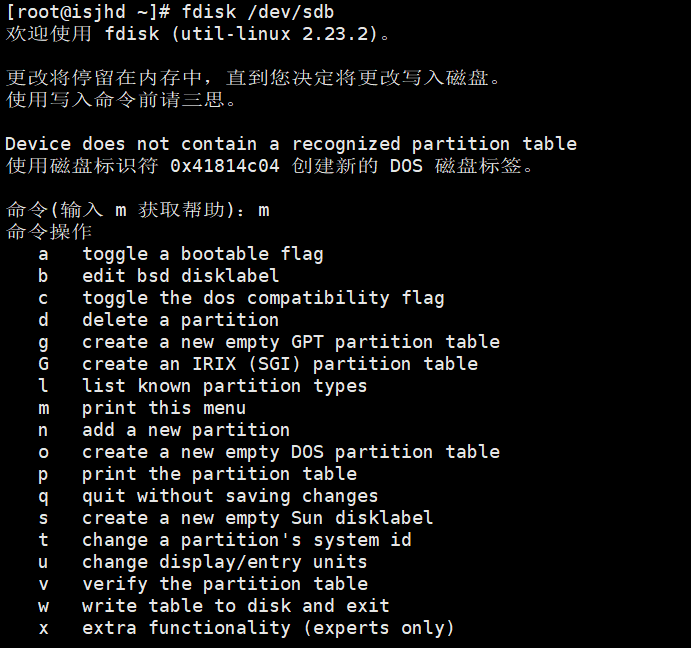 [root@isjhd ~]# fdisk /dev/sdb
欢迎使用 fdisk (util-linux 2.23.2)。
更改将停留在内存中，直到您决定将更改写入磁盘。
使用写入命令前请三思。
Device does not contain a recognized partition table
使用磁盘标识符 0x41814c04 创建新的 DOS 磁盘标签。
命令(输入 m 获取帮助)：m
命令操作
a   toggle a bootable flag
b   edit bsd disklabel
c   toggle the dos compatibility flag
d   delete a partition
g   create a new empty GPT partition table
G   create an IRIX (SGI) partition table
l   list known partition types
m   print this menu
n   add a new partition
o   create a new empty DOS partition table
p   print the partition table
q   quit without saving changes
s   create a new empty Sun disklabel
t   change a partition's system id
u   change display/entry units
v   verify the partition table
w   write table to disk and exit
x   extra functionality (experts only)